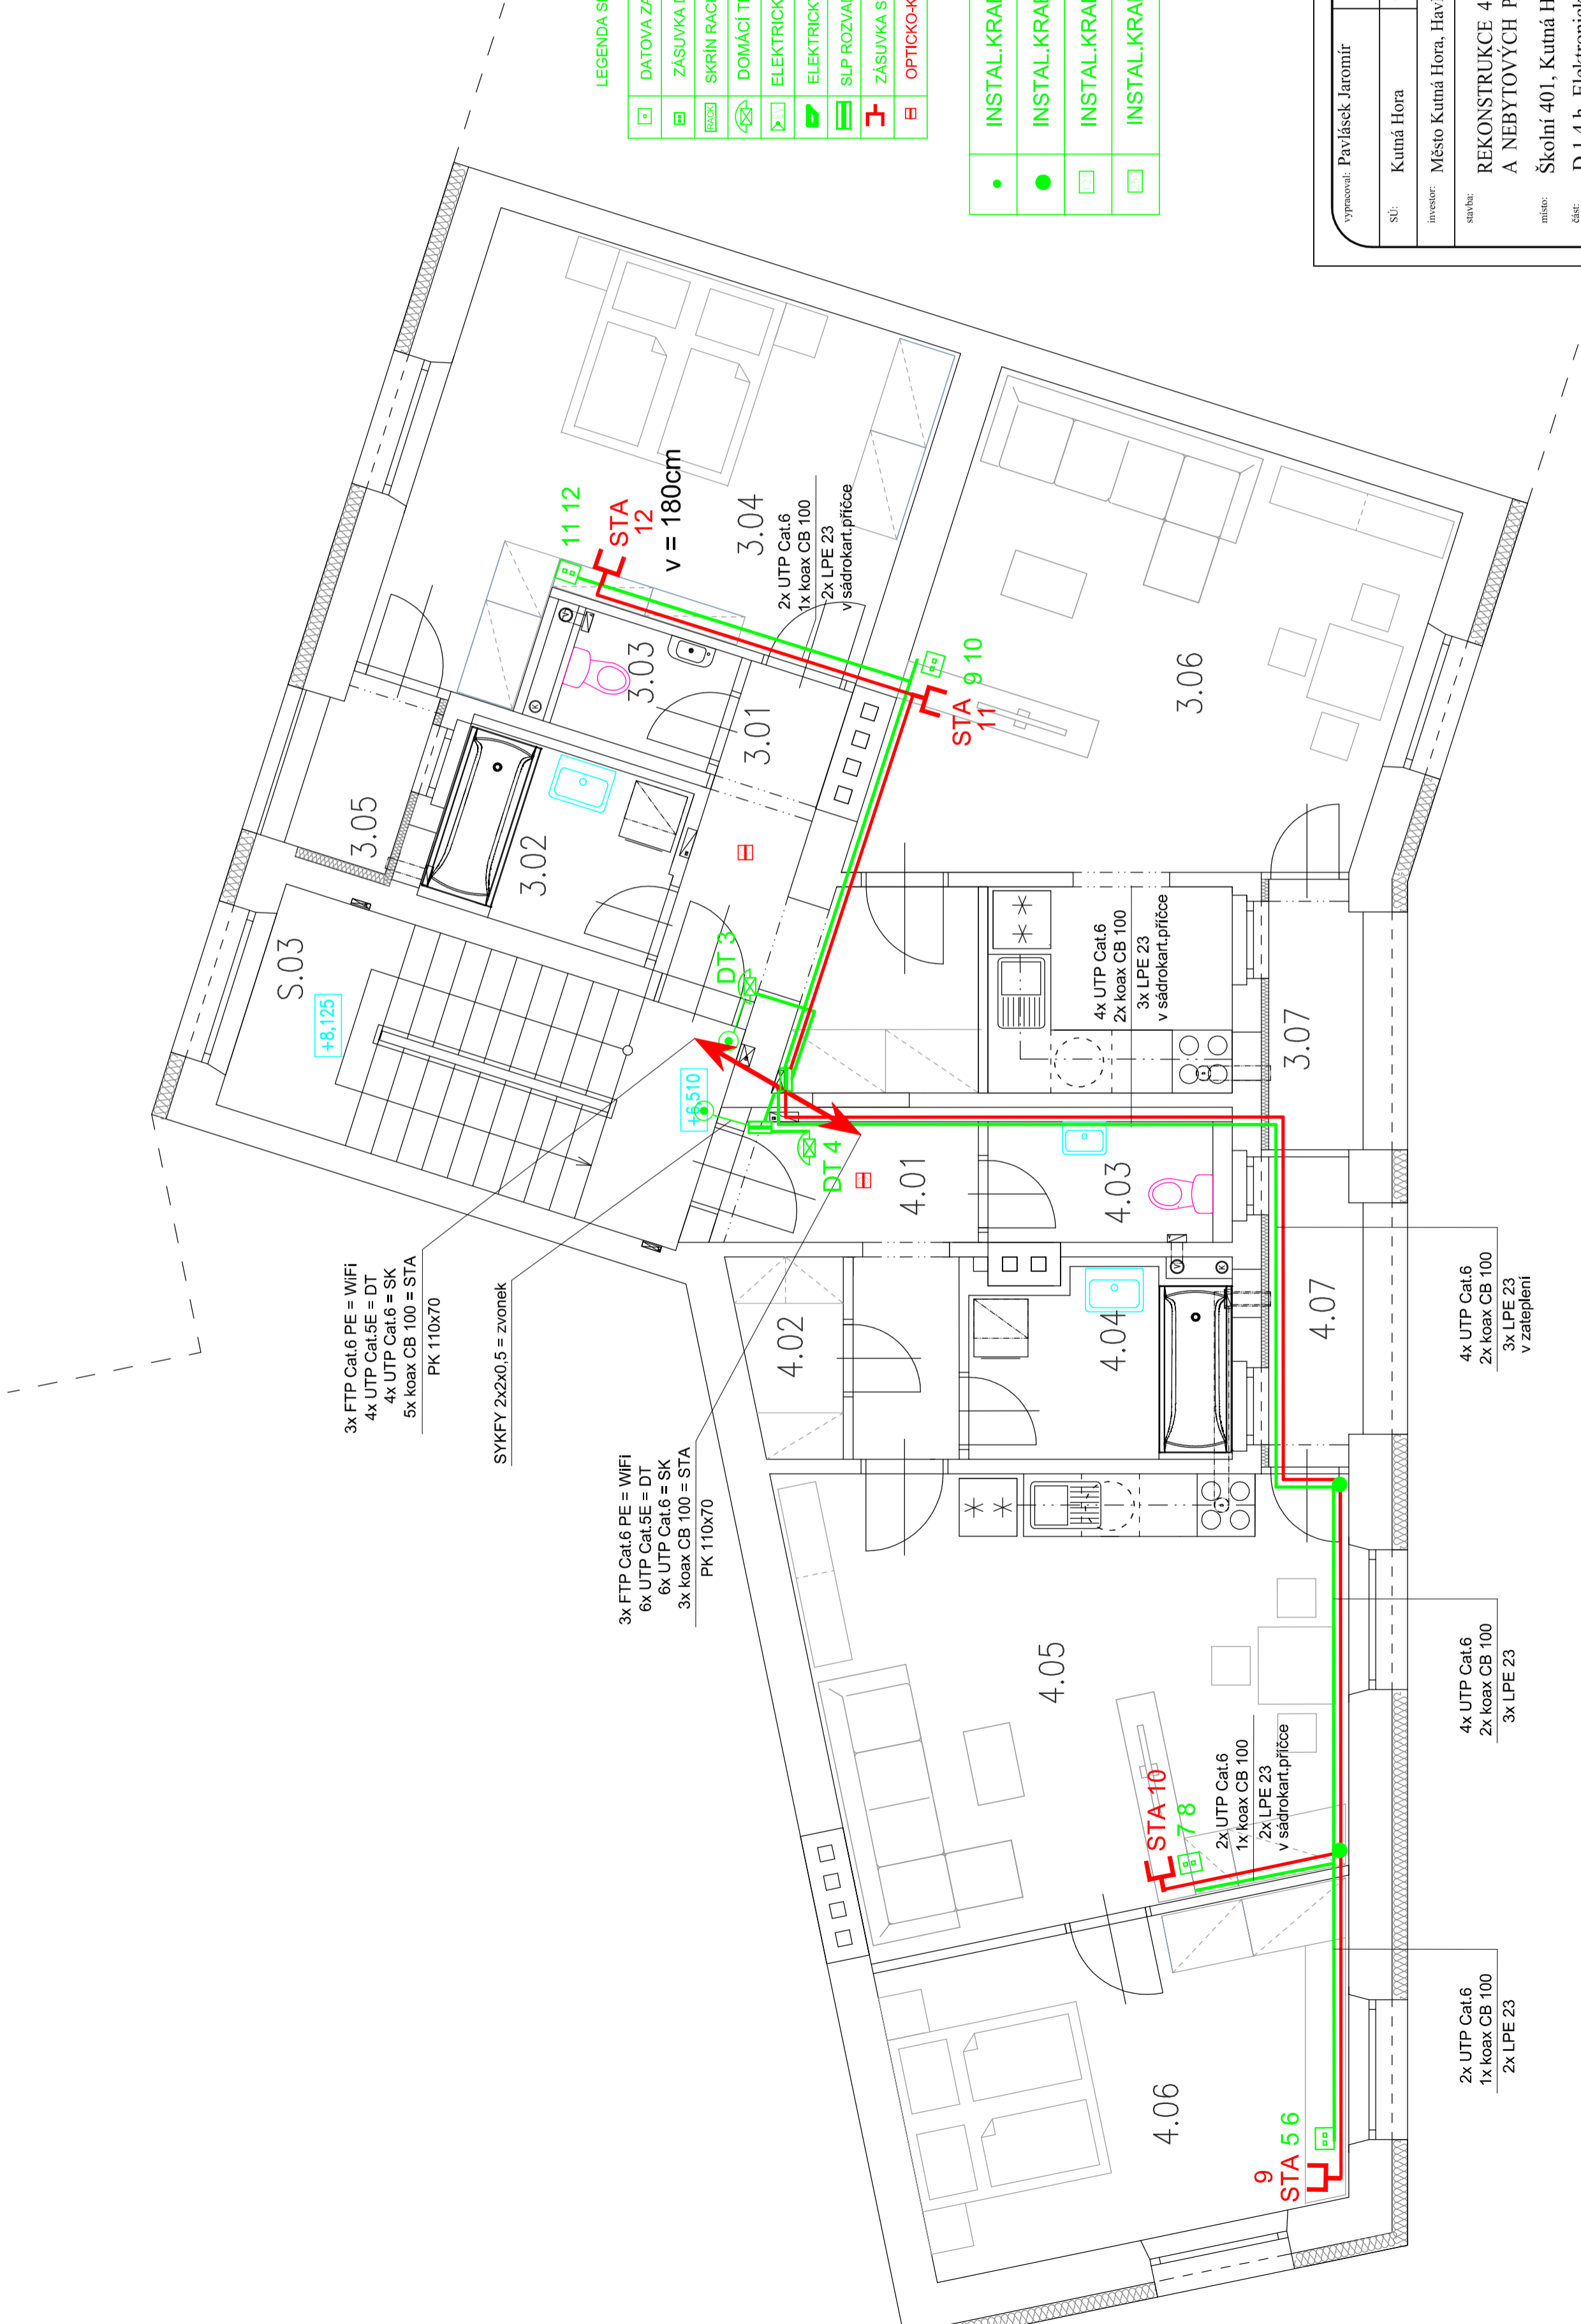 LEGENDA
DATOVA
ZÁSUVKA
SKRÍN RACK
RACK
DOMÁCÍ
ELEKTRICKÝ
SLP
ZÁSUVKA
INSTAL.KRAB
INSTAL.KRAB
INSTAL.KRAB
INSTAL.KRAB
vypracoval: Pavlásek Jaromír
SÚ: Kutná Hora
investor: Město Kutná Hora,
stavba: REKONSTRUKCE 4
A NEBYTOVÝCH P
místo: Školní 401, Kutná H
část: D.1.4.h
S.03
+8,125
3.05
3.02
3.03
3.01
3.04
11 12
STA
12
v = 180cm
2x UTP Cat.6
1x koax CB 100
2x LPE 23
v sádrokart.příčce
9 10
STA
11
3.06
DT 3
+6,510
DT 4
4x UTP Cat.6
2x koax CB 100
3x LPE 23
v sádrokart.příčce
3.07
4.01
4.03
4.02
4.04
4.07
4.05
4.06
3x FTP Cat.6 PE = WiFi
4x UTP Cat.5E = DT
4x UTP Cat.6 = SK
5x koax CB 100 = STA
PK 110x70
SYKFY 2x2x0,5 = zvonek
3x FTP Cat.6 PE = WiFi
6x UTP Cat.5E = DT
6x UTP Cat.6 = SK
3x koax CB 100 = STA
PK 110x70
4x UTP Cat.6
2x koax CB 100
3x LPE 23
v zateplení
4x UTP Cat.6
2x koax CB 100
3x LPE 23
STA 10
7 8
2x UTP Cat.6
1x koax CB 100
2x LPE 23
v sádrokart.příčce
2x UTP Cat.6
1x koax CB 100
2x LPE 23
9
STA 5 6